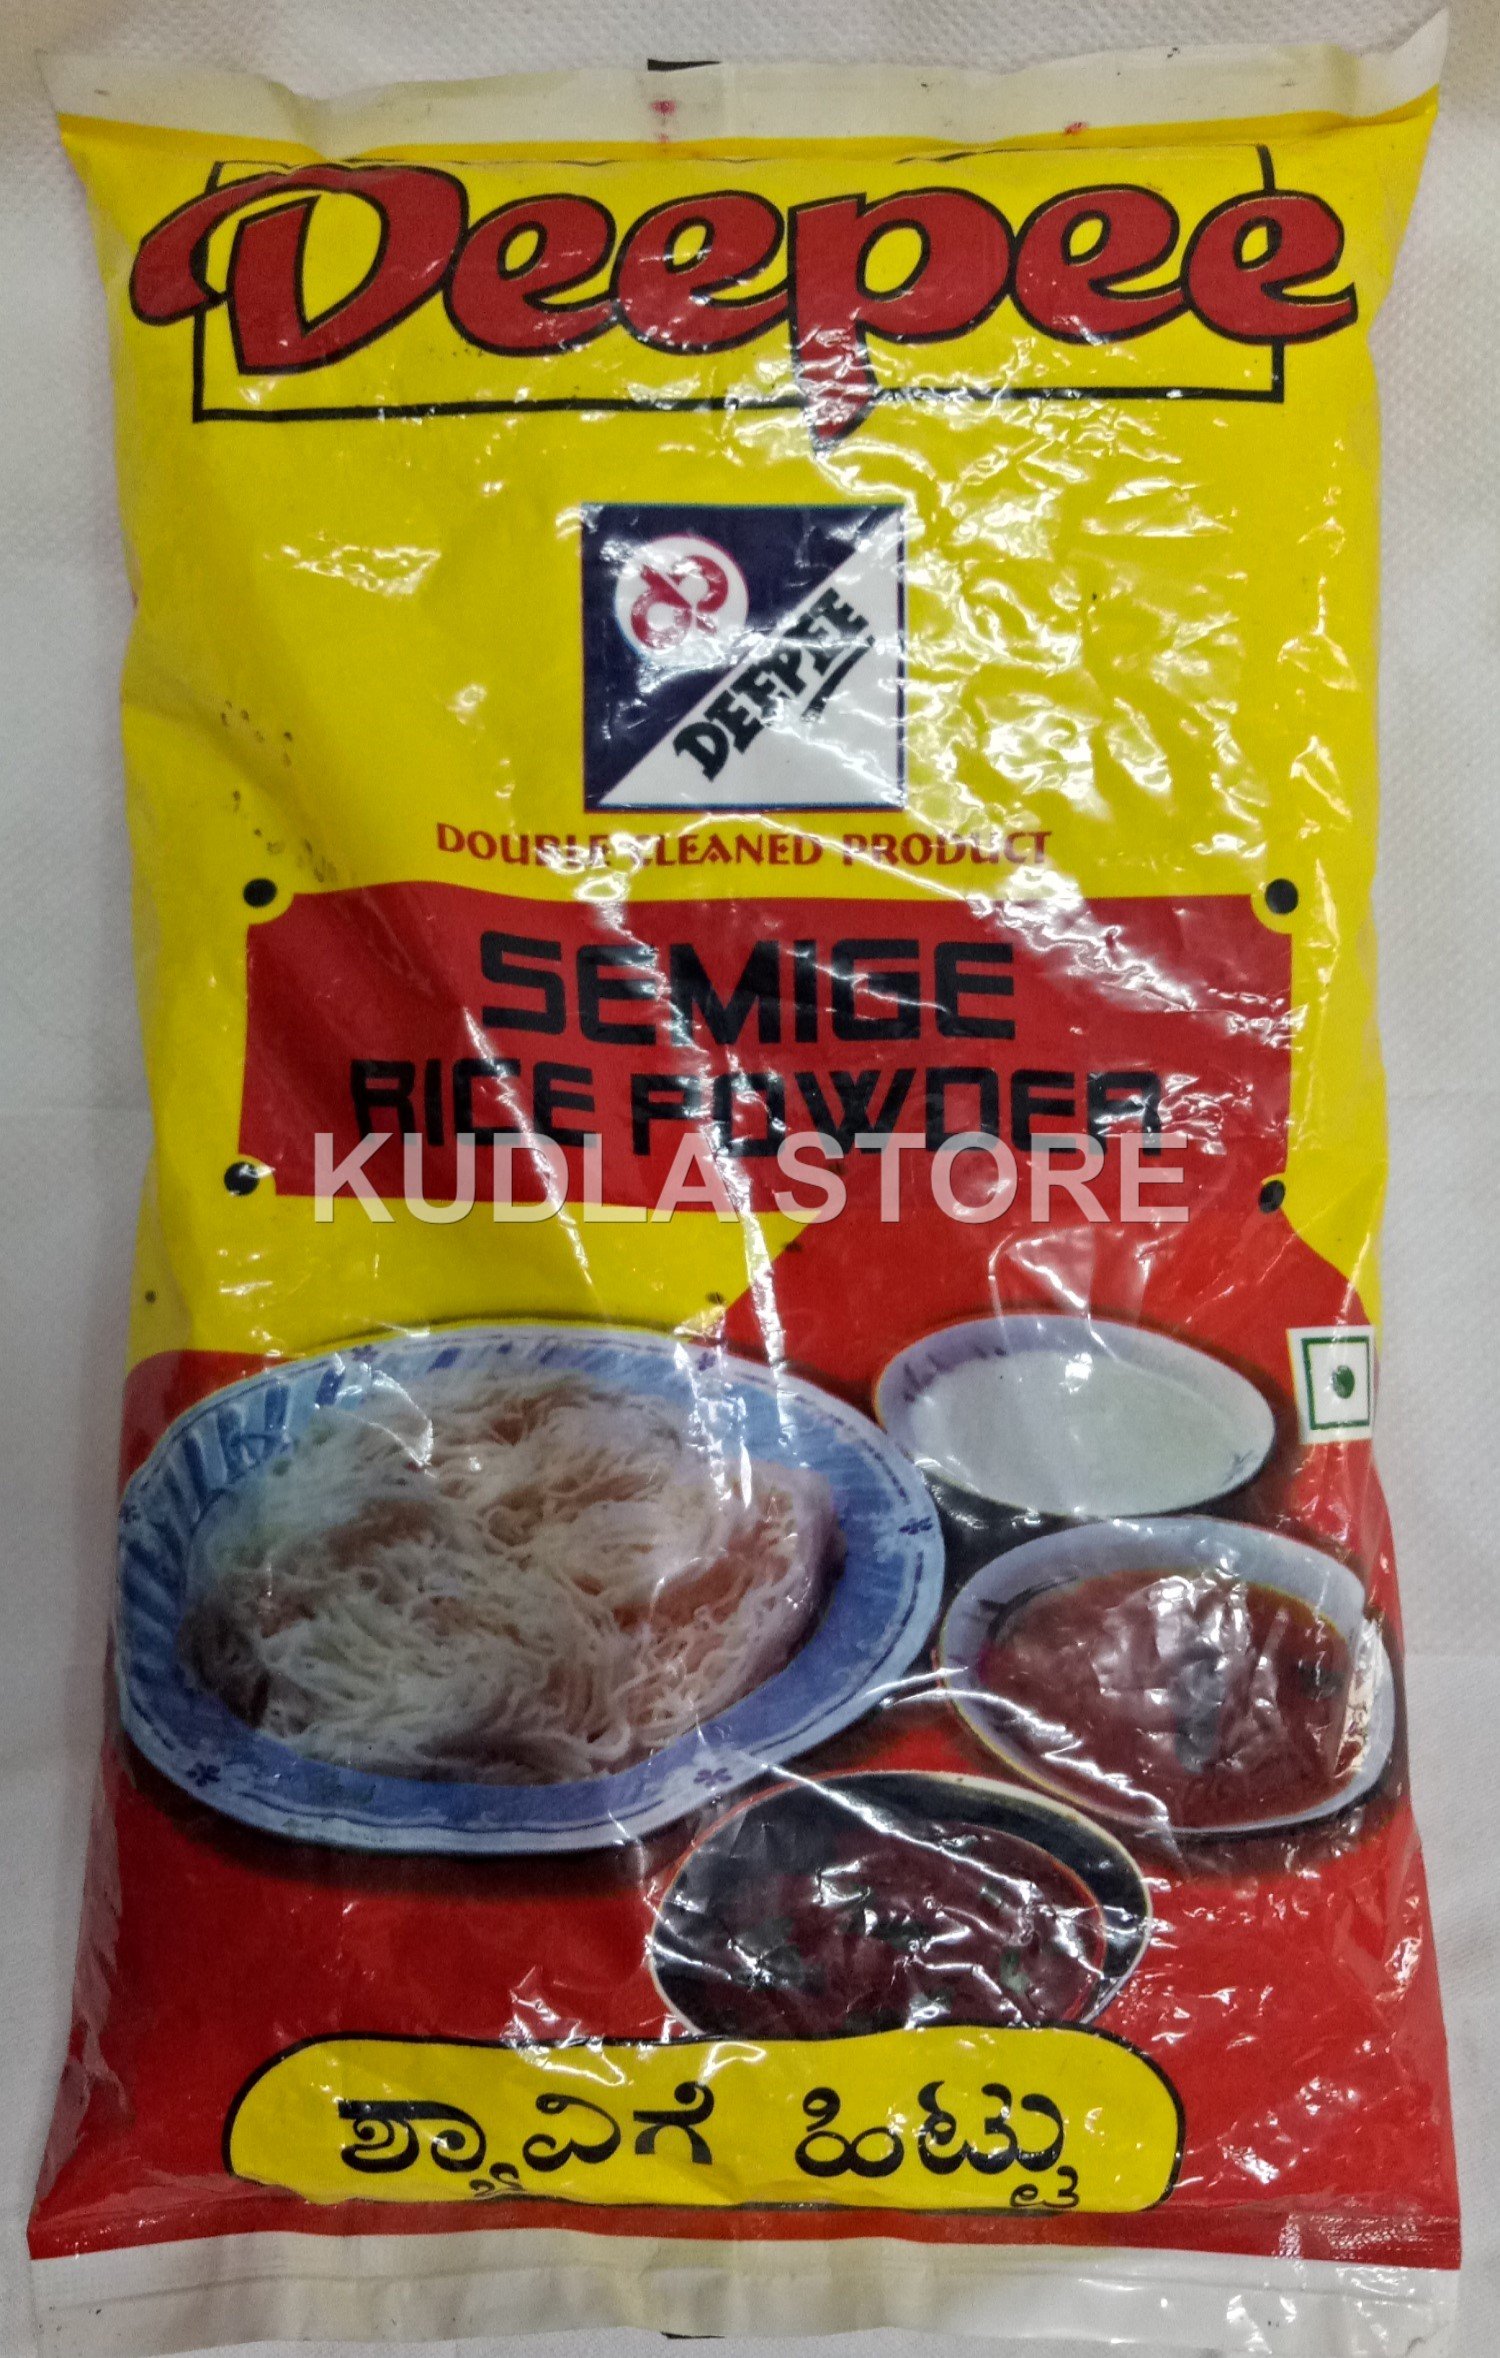 Deepee
DEEPEE
DOUBLE CLEANED PRODUCT
SEMIGE
RICE POWDER
KUDLA STORE
ಶ್ಯಾವಿಗೆ ಹಿಟ್ಟು